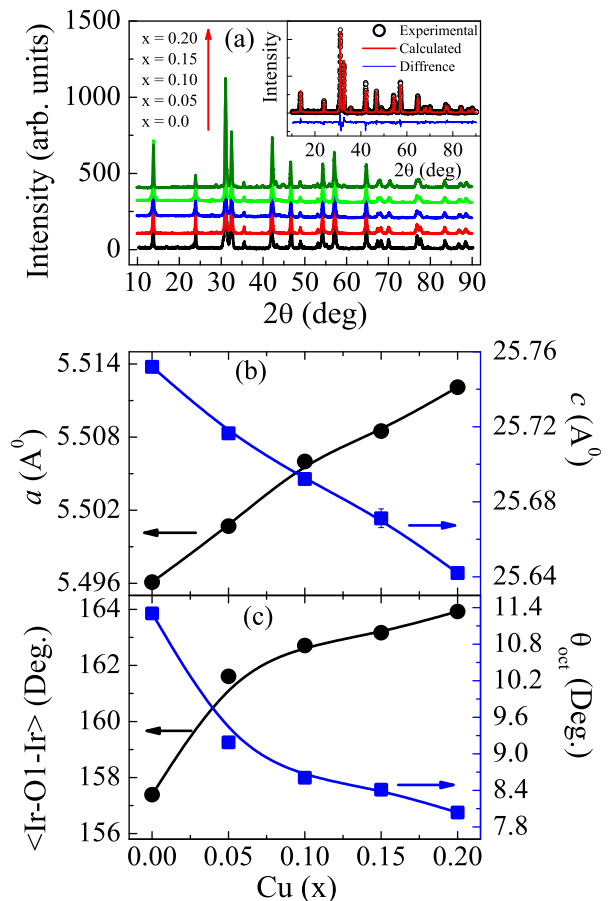 (a)
x = 0.20
x = 0.15
x = 0.10
x = 0.05
x = 0.0
Experimental
Calculated
Diffrence
Intensity
20 40 60 80
2θ (deg)
1500
1000
500
250
0
Intensity (arb. units)
10 20 30 40 50 60 70 80 90
2θ (deg)
(b)
5.514
5.508
5.502
5.496
a (A⁰)
25.76
25.72
25.68
25.64
c (A⁰)
(c)
164
162
160
158
156
<Ir-O1-Ir> (Deg.)
11.4
10.8
10.2
9.6
9.0
8.4
7.8
θoct (Deg.)
0.00 0.05 0.10 0.15 0.20
Cu (x)